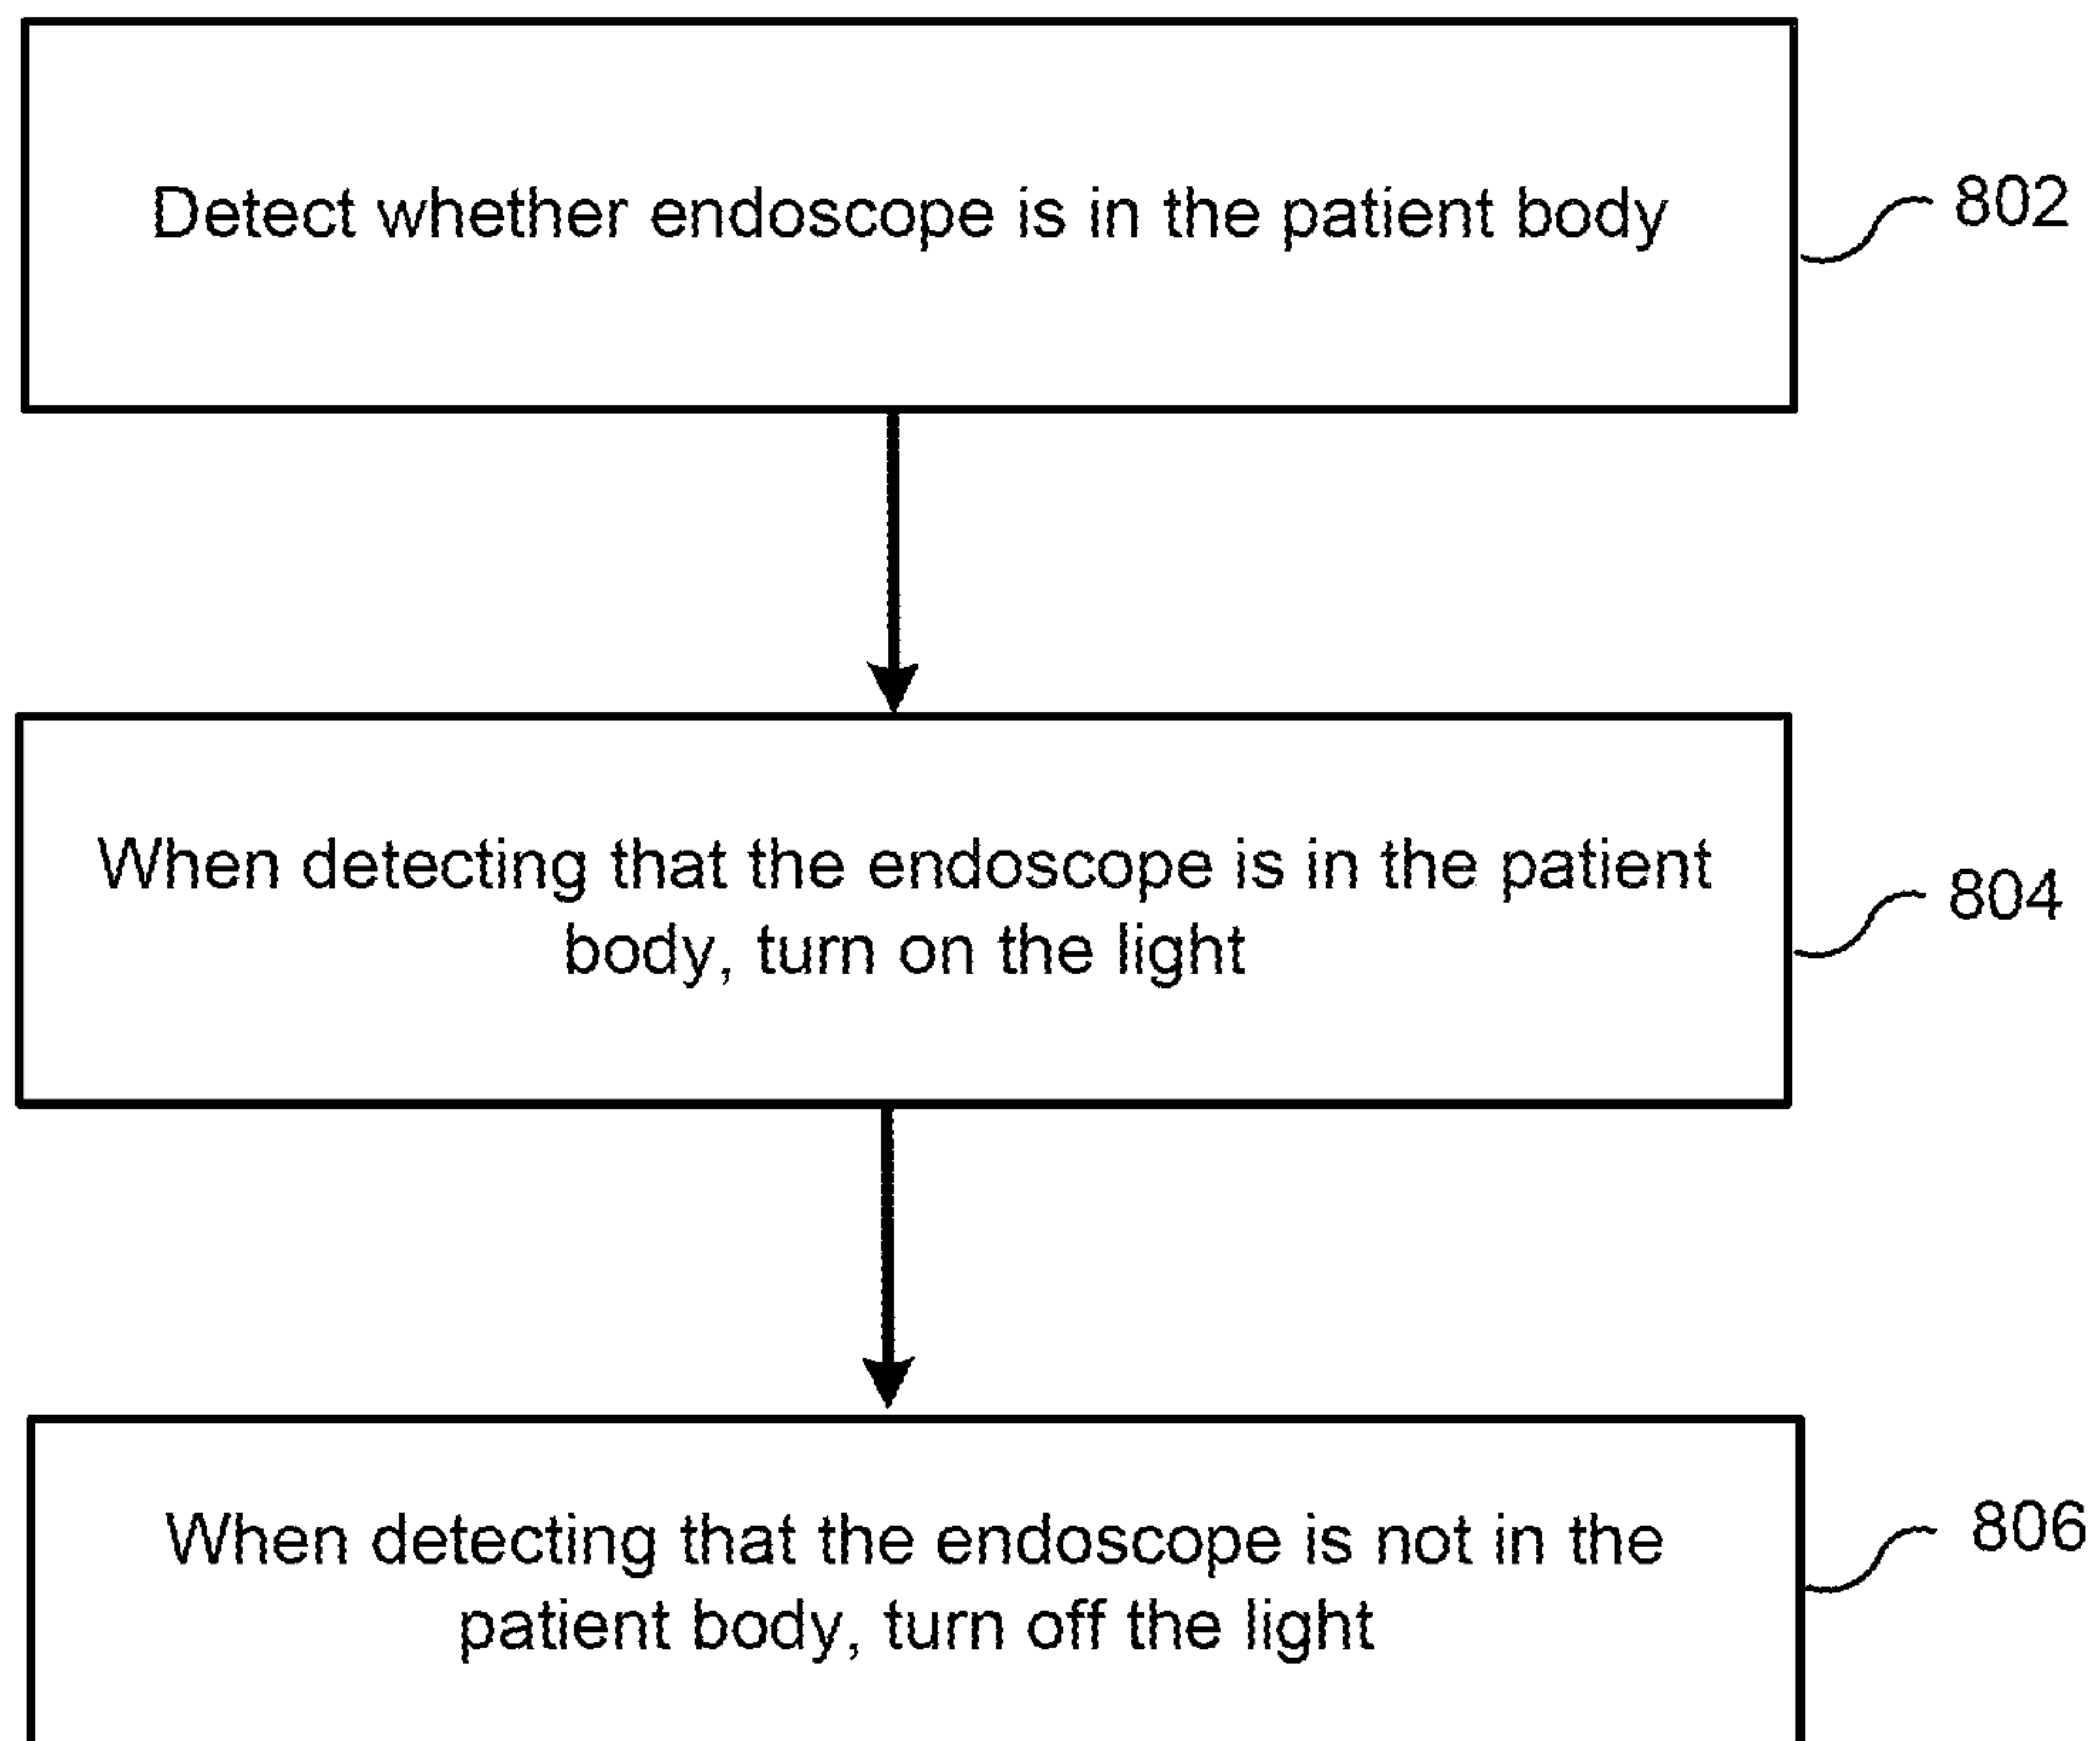 Detect whether endoscope is in the patient body
802
When detecting that the endoscope is in the patient
body, turn on the light
804
When detecting that the endoscope is not in the
patient body, turn off the light
806